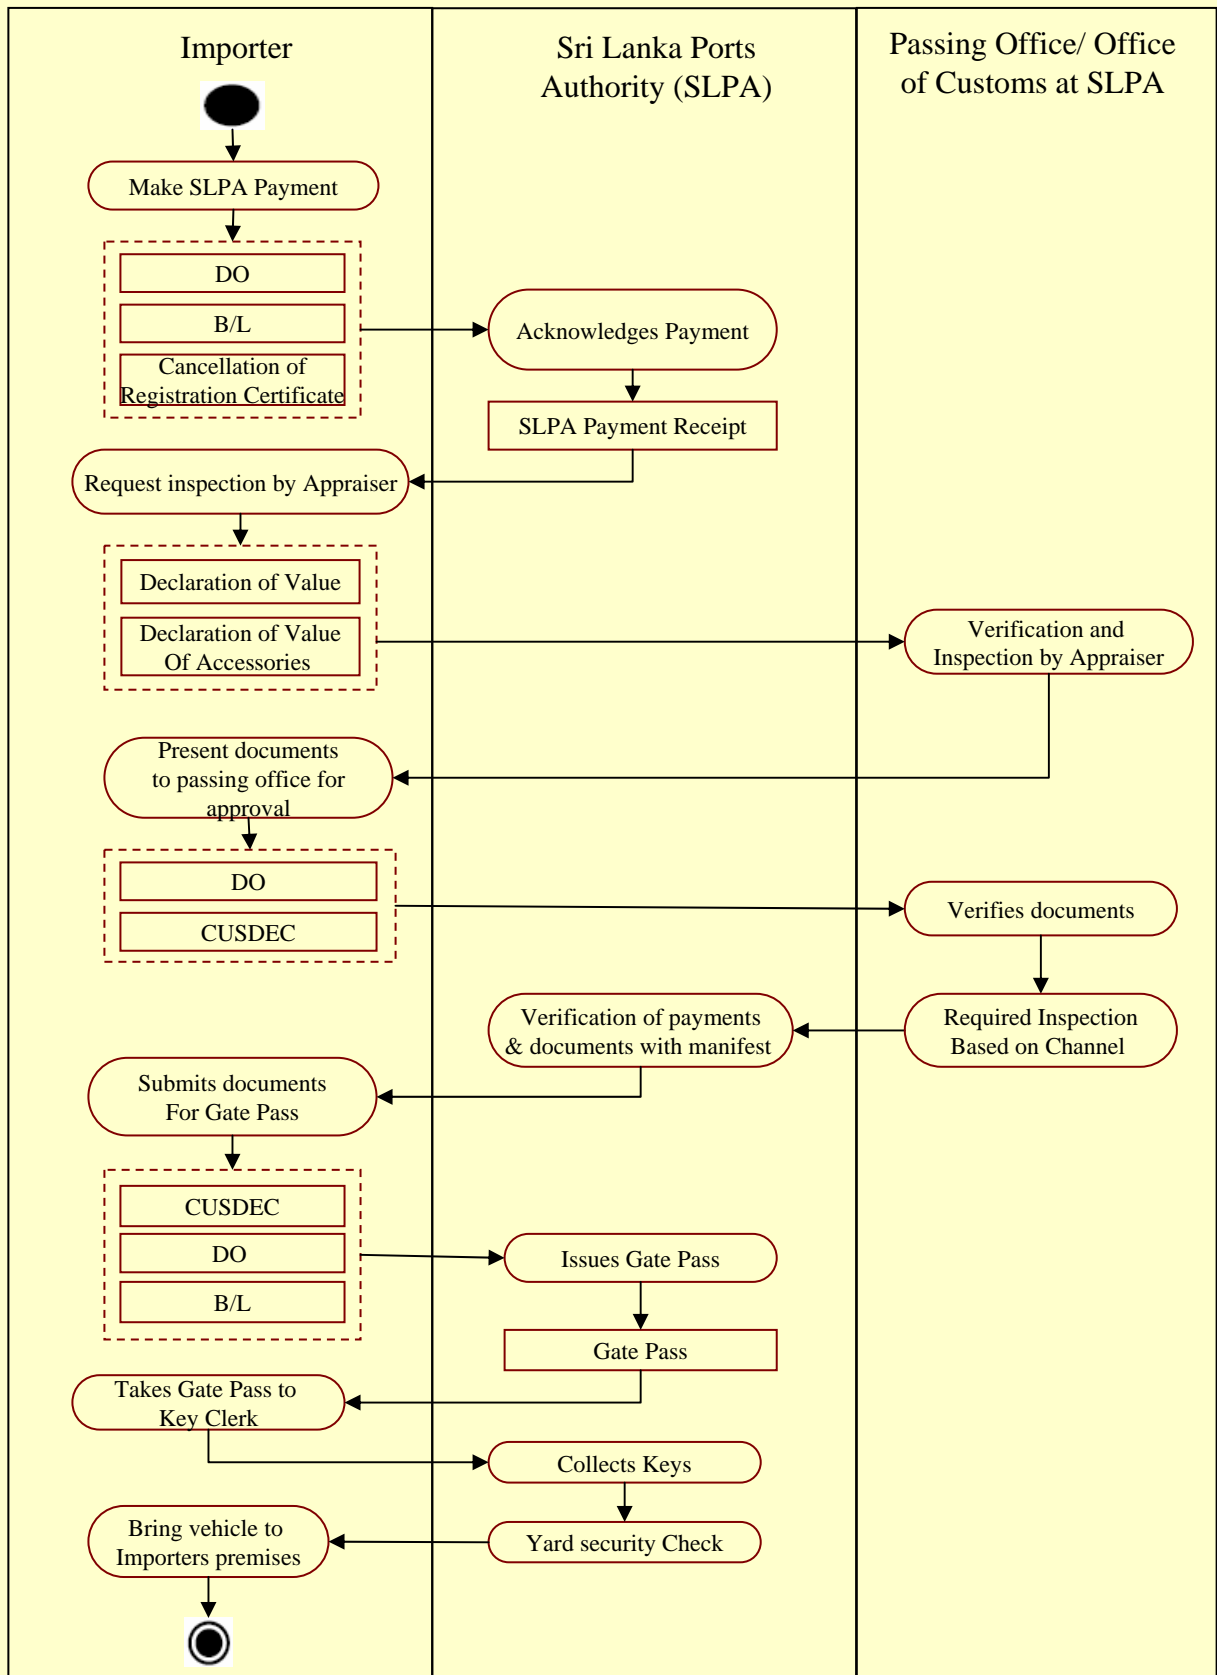 Importer
Sri Lanka Ports
Authority (SLPA)
Passing Office/ Office
of Customs at SLPA
Make SLPA Payment
DO
B/L
Cancellation of
Registration Certificate
Acknowledges Payment
SLPA Payment Receipt
Request inspection by Appraiser
Declaration of Value
Declaration of Value
Of Accessories
Verification and
Inspection by Appraiser
Present documents
to passing office for
approval
DO
CUSDEC
Verifies documents
Required Inspection
Based on Channel
Verification of payments
& documents with manifest
Submits documents
For Gate Pass
CUSDEC
DO
B/L
Issues Gate Pass
Gate Pass
Takes Gate Pass to
Key Clerk
Collects Keys
Yard security Check
Bring vehicle to
Importers premises